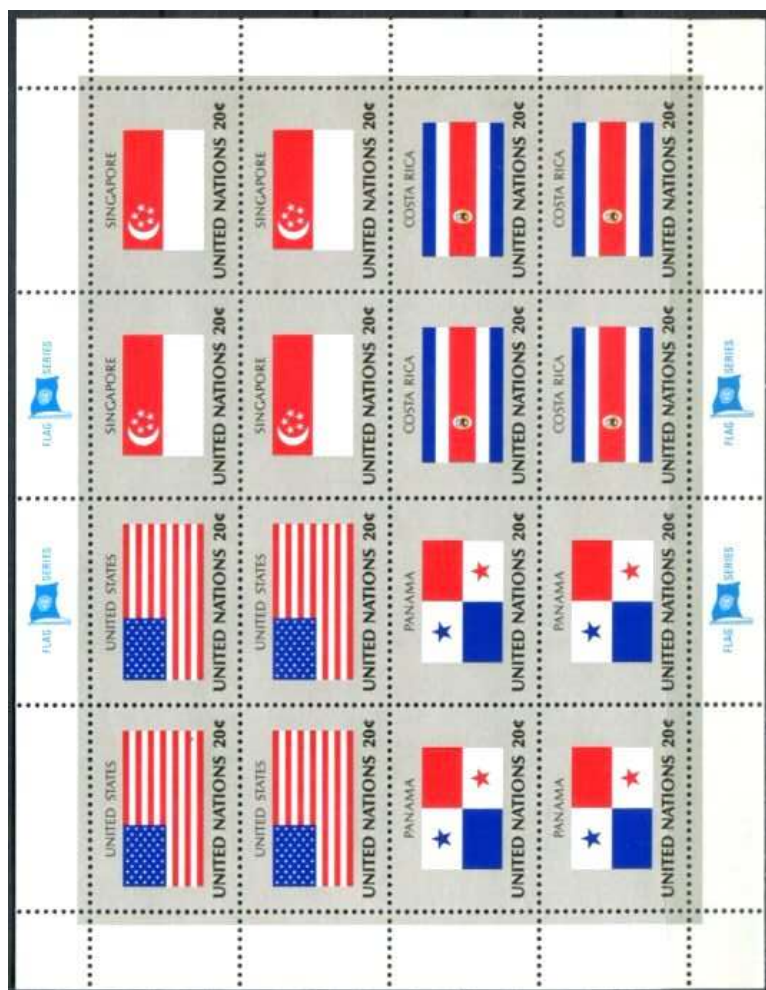 FLAG SERIES
FLAG SERIES
UNITED STATES
UNITED NATIONS 20¢
UNITED STATES
UNITED NATIONS 20¢
SINGAPORE
UNITED NATIONS 20¢
SINGAPORE
UNITED NATIONS 20¢
UNITED STATES
UNITED NATIONS 20¢
UNITED STATES
UNITED NATIONS 20¢
SINGAPORE
UNITED NATIONS 20¢
SINGAPORE
UNITED NATIONS 20¢
PANAMA
UNITED NATIONS 20¢
PANAMA
UNITED NATIONS 20¢
COSTA RICA
UNITED NATIONS 20¢
COSTA RICA
UNITED NATIONS 20¢
PANAMA
UNITED NATIONS 20¢
PANAMA
UNITED NATIONS 20¢
COSTA RICA
UNITED NATIONS 20¢
COSTA RICA
UNITED NATIONS 20¢
FLAG SERIES
FLAG SERIES